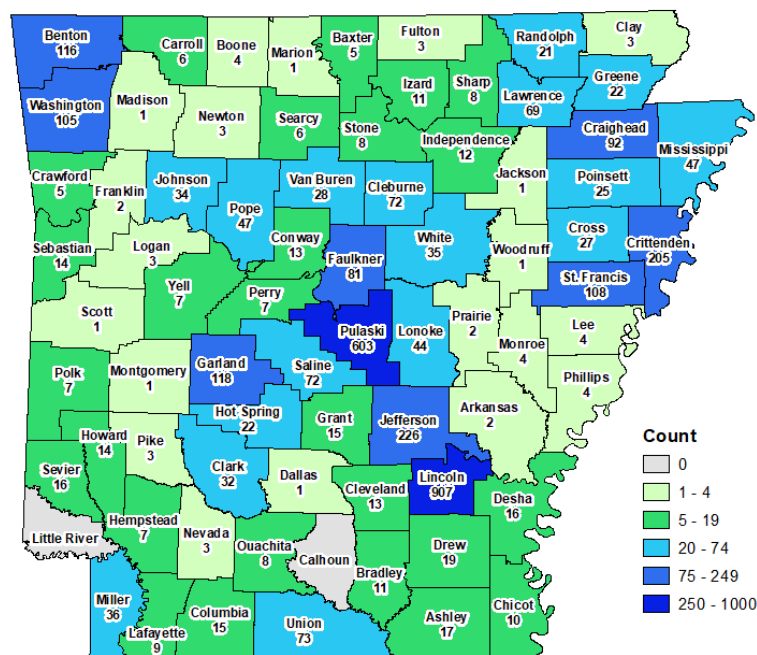 Benton
116
Carroll
6
Boone
4
Marion
1
Baxter
5
Fulton
3
Randolph
21
Clay
3
Washington
105
Madison
1
Newton
3
Searcy
6
Stone
8
Izard
11
Sharp
8
Lawrence
69
Greene
22
Independence
12
Craighead
92
Mississippi
47
Crawford
5
Franklin
2
Johnson
34
Pope
47
Van Buren
28
Cleburne
72
Jackson
1
Poinsett
25
Sebastian
14
Logan
3
Conway
13
Faulkner
81
White
35
Woodruff
1
Cross
27
Crittenden
205
St. Francis
108
Scott
1
Yell
7
Perry
7
Pulaski
603
Lonoke
44
Prairie
2
Monroe
4
Lee
4
Phillips
4
Polk
7
Montgomery
1
Garland
118
Saline
72
Hot Spring
22
Grant
15
Jefferson
226
Arkansas
2
Sevier
16
Howard
14
Pike
3
Clark
32
Dallas
1
Cleveland
13
Lincoln
907
Desha
16
Little River
Hempstead
7
Nevada
3
Ouachita
8
Calhoun
Bradley
11
Drew
19
Miller
36
Lafayette
9
Columbia
15
Union
73
Ashley
17
Chicot
10
Count
0
1 - 4
5 - 19
20 - 74
75 - 249
250 - 1000